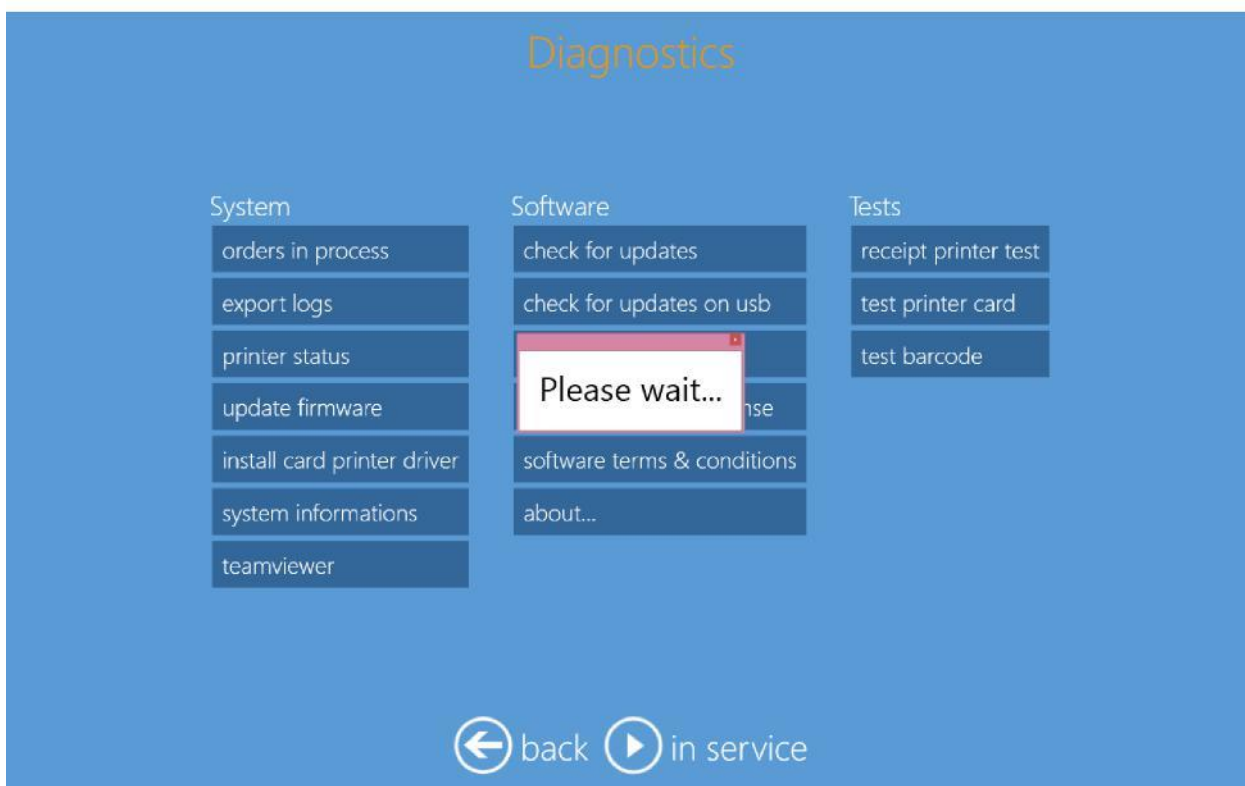 Diagnostics
System
orders in process
export logs
printer status
update firmware
install card printer driver
system informations
teamviewer
Software
check for updates
check for updates on usb
Please wait...
software terms & conditions
about...
Tests
receipt printer test
test printer card
test barcode
back
in service